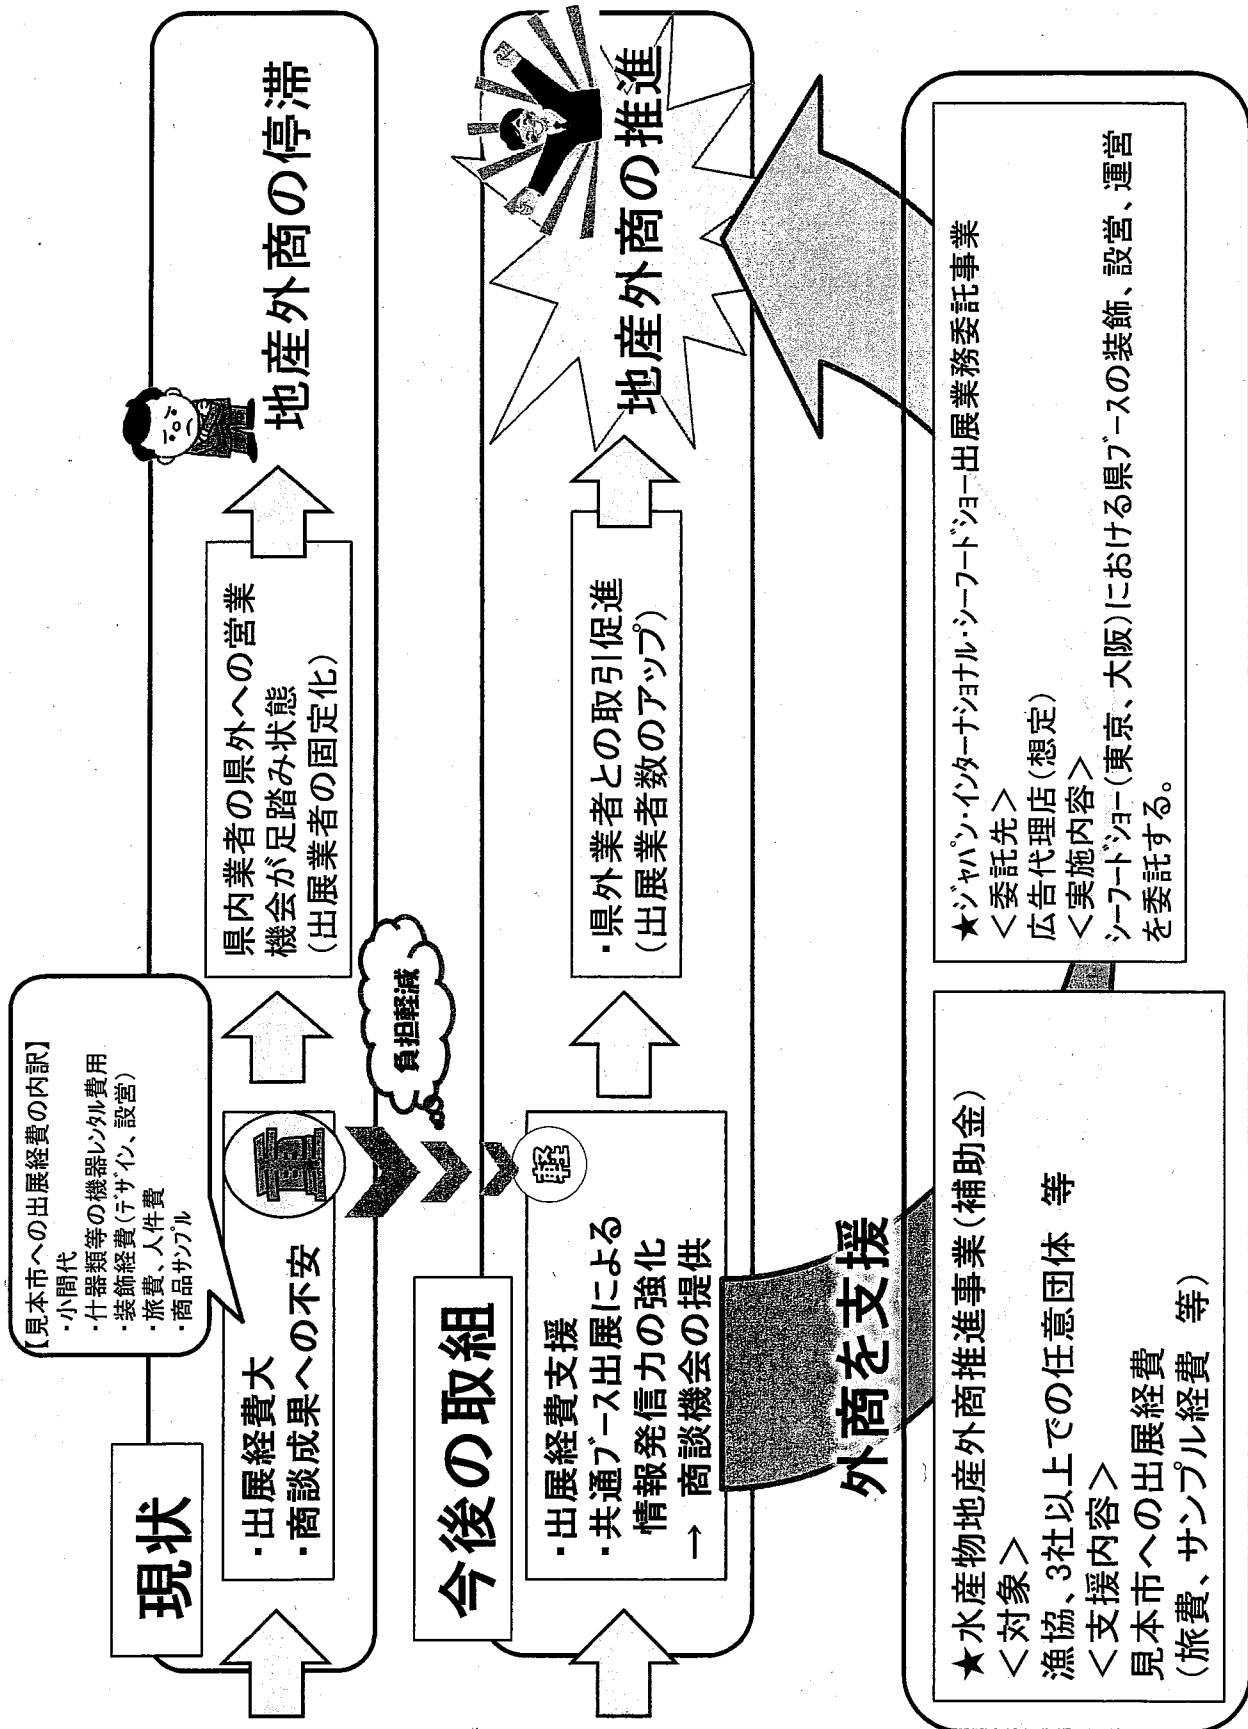 【見本市への出展経費の内訳】
・小間代
・什器類等の機器レンタル費用
・装飾経費(デザイン、設営)
・旅費、人件費
・商品サンプル
現状
・出展経費大
・商談成果への不安
重
県内業者の県外への営業
機会が足踏み状態
(出展業者の固定化)
地産外商の停滞
負担軽減
今後の取組
・出展経費支援
・共通ブース出展による
情報発信力の強化
→ 商談機会の提供
軽
・県外業者との取引促進
(出展業者数のアップ)
地産外商の推進
外商を支援
★水産物地産外商推進事業(補助金)
<対象>
漁協、3社以上での任意団体 等
<支援内容>
見本市への出展経費
(旅費、サンプル経費 等)
★ジャパン・インターナショナル・シーフードショー出展業務委託事業
<委託先>
広告代理店(想定)
<実施内容>
シーフードショー(東京、大阪)における県ブースの装飾、設営、運営
を委託する。